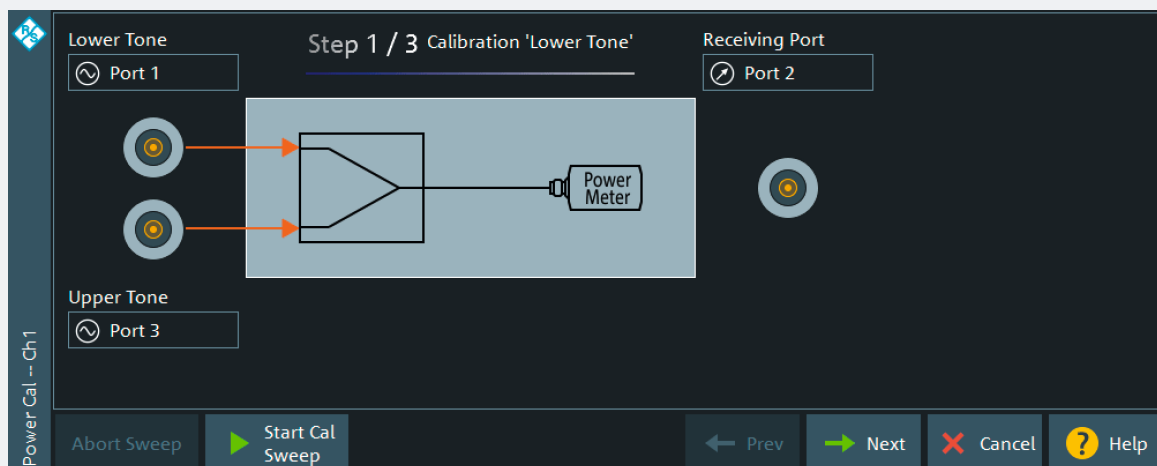 R/S
Lower Tone
Port 1
Step 1 / 3 Calibration 'Lower Tone'
Receiving Port
Port 2
Power
Meter
Upper Tone
Port 3
Power Cal -- Ch1
Abort Sweep
Start Cal
Sweep
Prev
Next
Cancel
?
Help